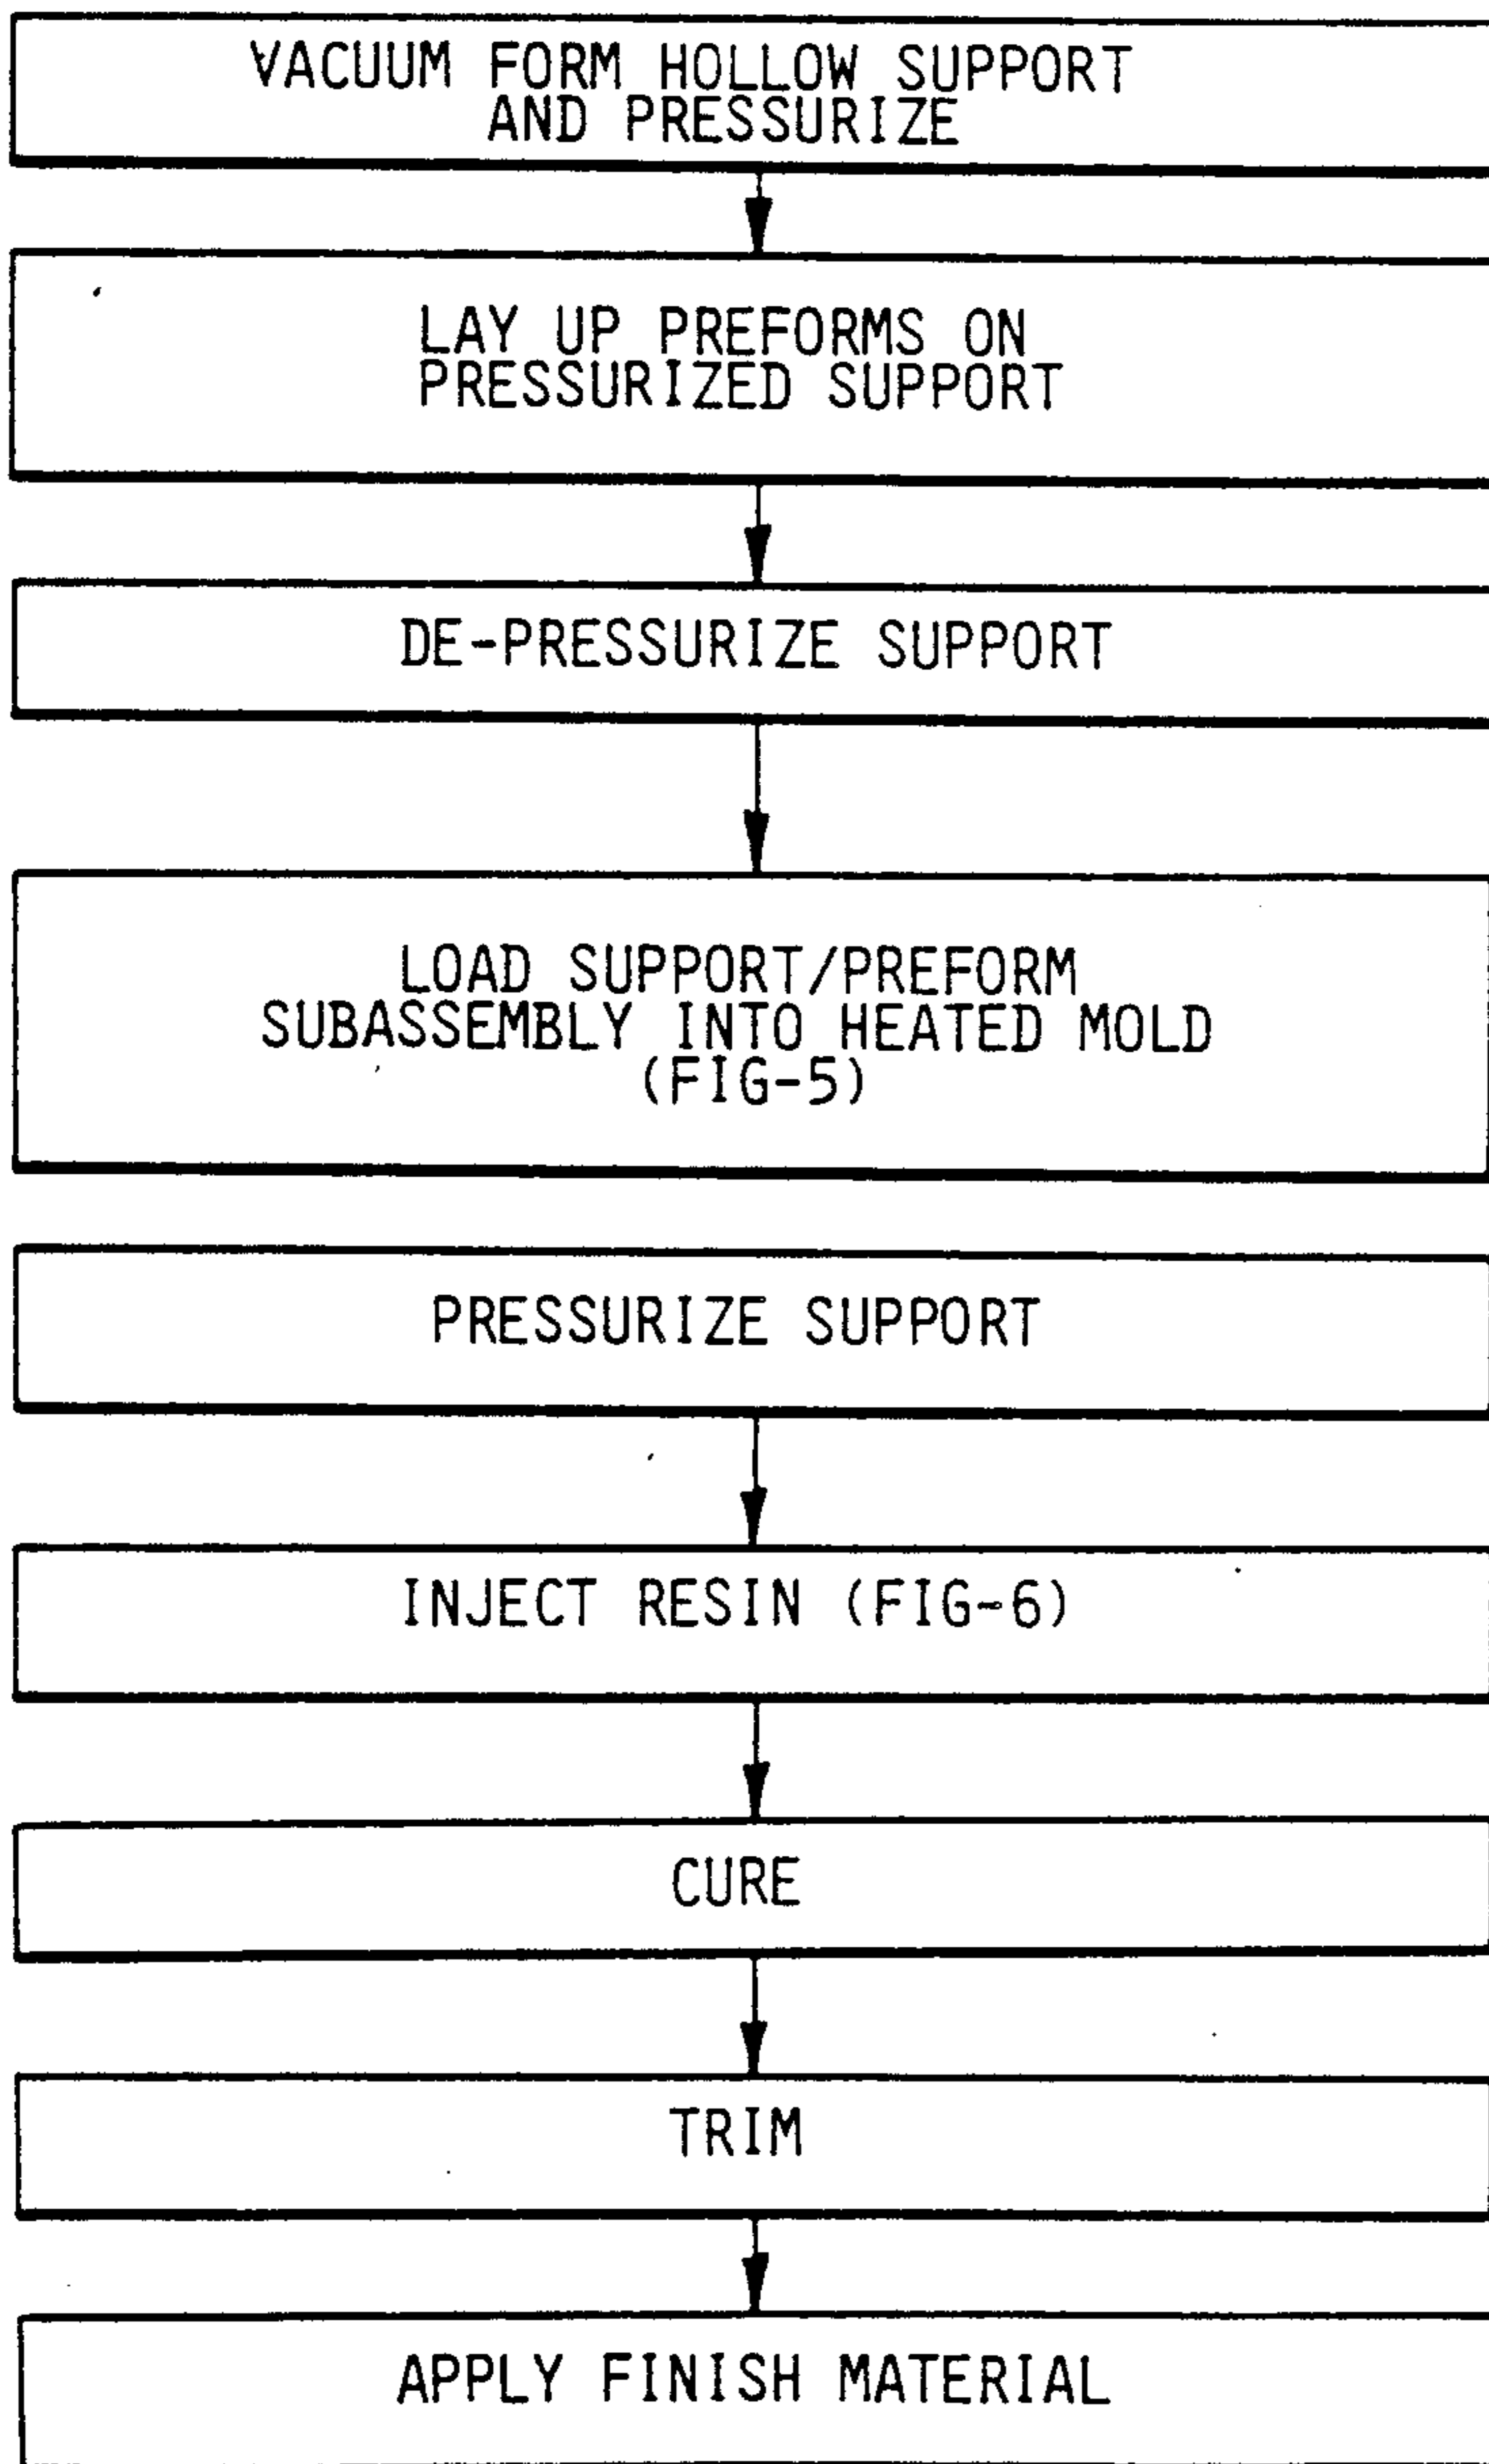 VACUUM FORM HOLLOW SUPPORT
AND PRESSURIZE
LAY UP PREFORMS ON
PRESSURIZED SUPPORT
DE-PRESSURIZE SUPPORT
LOAD SUPPORT/PREFORM
SUBASSEMBLY INTO HEATED MOLD
(FIG-5)
PRESSURIZE SUPPORT
INJECT RESIN (FIG-6)
CURE
TRIM
APPLY FINISH MATERIAL